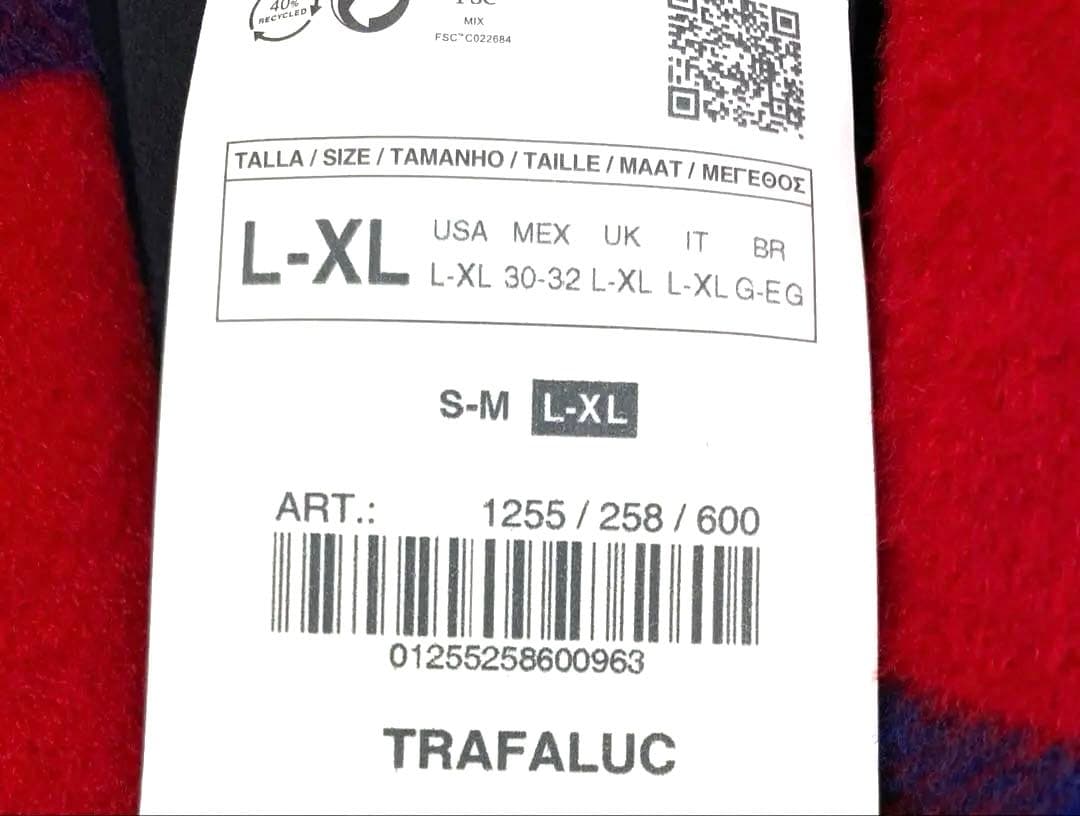 40%
RECYCLED
FSC
MIX
FSC™C022684
TALLA / SIZE / TAMANHO / TAILLE / MAAT / ΜΕΓΕΘΟΣ
L-XL
USA MEX UK IT BR
L-XL 30-32 L-XL L-XL G-EG
S-M L-XL
ART.: 1255 / 258 / 600
01255258600963
TRAFALUC